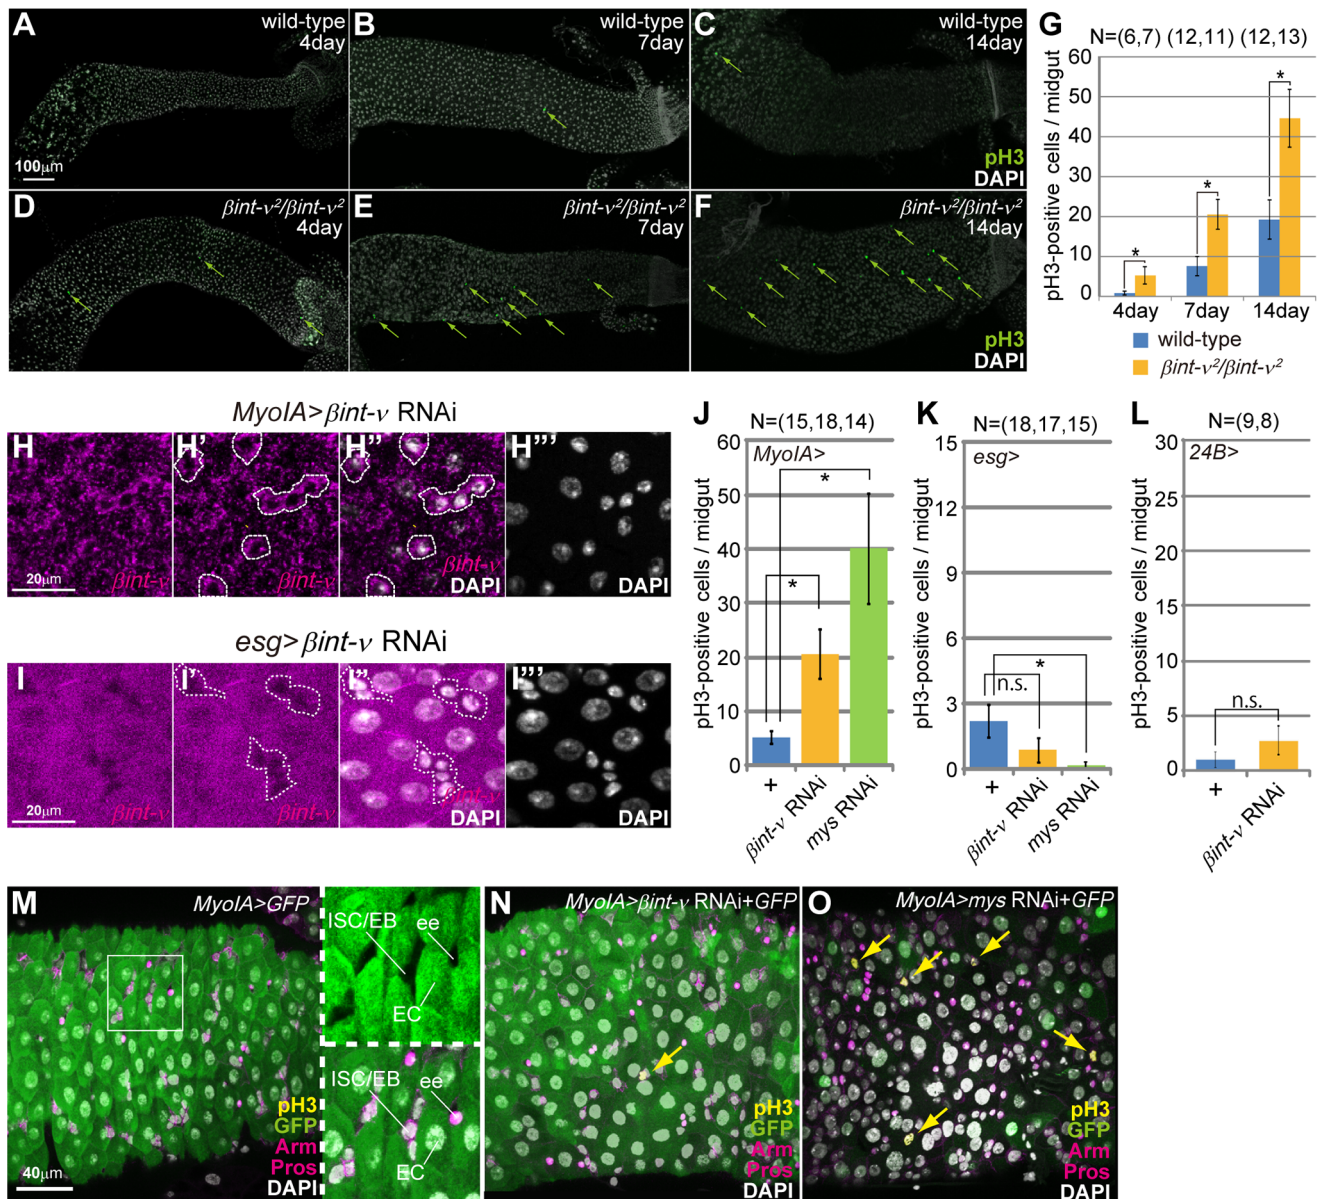 A
wild-type
4day
100µm
B
wild-type
7day
C
wild-type
14day
pH3
DAPI
D
βint-ν²/βint-ν²
4day
E
βint-ν²/βint-ν²
7day
F
βint-ν²/βint-ν²
14day
pH3
DAPI
G
N=(6,7) (12,11) (12,13)
pH3-positive cells / midgut
60
50
40
30
20
10
0
*
*
*
4day 7day 14day
wild-type
βint-ν²/βint-ν²
MyoIA>βint-ν RNAi
H
20µm
βint-ν
H’
βint-ν
H’’
βint-ν
DAPI
H’’’
DAPI
esg>βint-ν RNAi
I
20µm
βint-ν
I’
βint-ν
I’’
βint-ν
DAPI
I’’’
DAPI
J
N=(15,18,14)
MyoIA>
pH3-positive cells / midgut
60
50
40
30
20
10
0
*
*
+
βint-ν RNAi
mys RNAi
K
N=(18,17,15)
esg>
pH3-positive cells / midgut
15
12
9
6
3
0
*
n.s.
+
βint-ν RNAi
mys RNAi
L
N=(9,8)
24B>
pH3-positive cells / midgut
30
25
20
15
10
5
0
n.s.
+
βint-ν RNAi
M
MyoIA>GFP
pH3
GFP
Arm
Pros
DAPI
40µm
ISC/EB
ee
EC
ISC/EB
ee
EC
N
MyoIA>βint-ν RNAi+GFP
pH3
GFP
Arm
Pros
DAPI
O
MyoIA>mys RNAi+GFP
pH3
GFP
Arm
Pros
DAPI